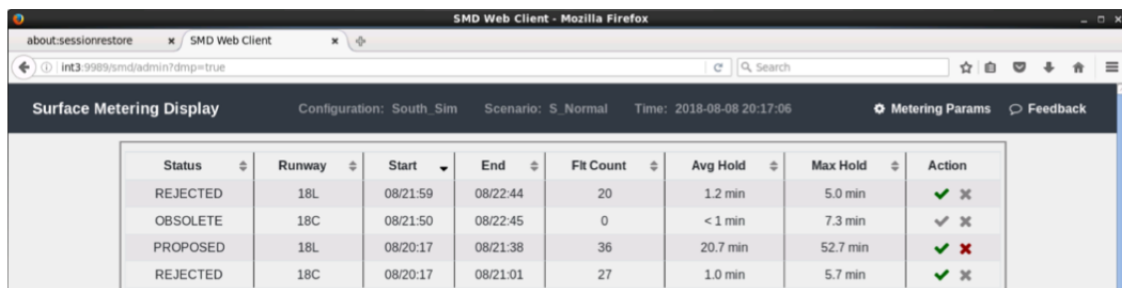 SMD Web Client - Mozilla Firefox
about:sessionrestore SMD Web Client
int3:9989/smd/admin?dmp=true Search
Surface Metering Display Configuration: South_Sim Scenario: S_Normal Time: 2018-08-08 20:17:06 Metering Params Feedback
Status Runway Start End Flt Count Avg Hold Max Hold Action
REJECTED 18L 08/21:59 08/22:44 20 1.2 min 5.0 min
OBSOLETE 18C 08/21:50 08/22:45 0 < 1 min 7.3 min
PROPOSED 18L 08/20:17 08/21:38 36 20.7 min 52.7 min
REJECTED 18C 08/20:17 08/21:01 27 1.0 min 5.7 min